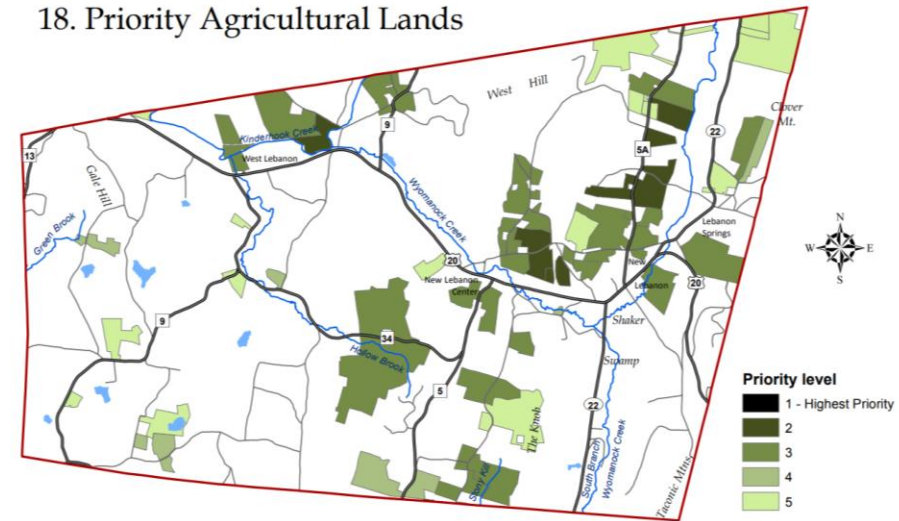 18. Priority Agricultural Lands
West Hill
Clover
Mt.
9
22
5A
Kinderhook Creek
West Lebanon
13
Gale Hill
Wyomanock Creek
Green Brook
Lebanon
Springs
N
W
E
S
20
New Lebanon
Center
New
Lebanon
20
Shaker
Swamp
9
34
Hollow Brook
5
22
The Knob
Stony Kill
South Branch
Wyomanock Creek
Taconic Mtns
Priority level
1 - Highest Priority
2
3
4
5